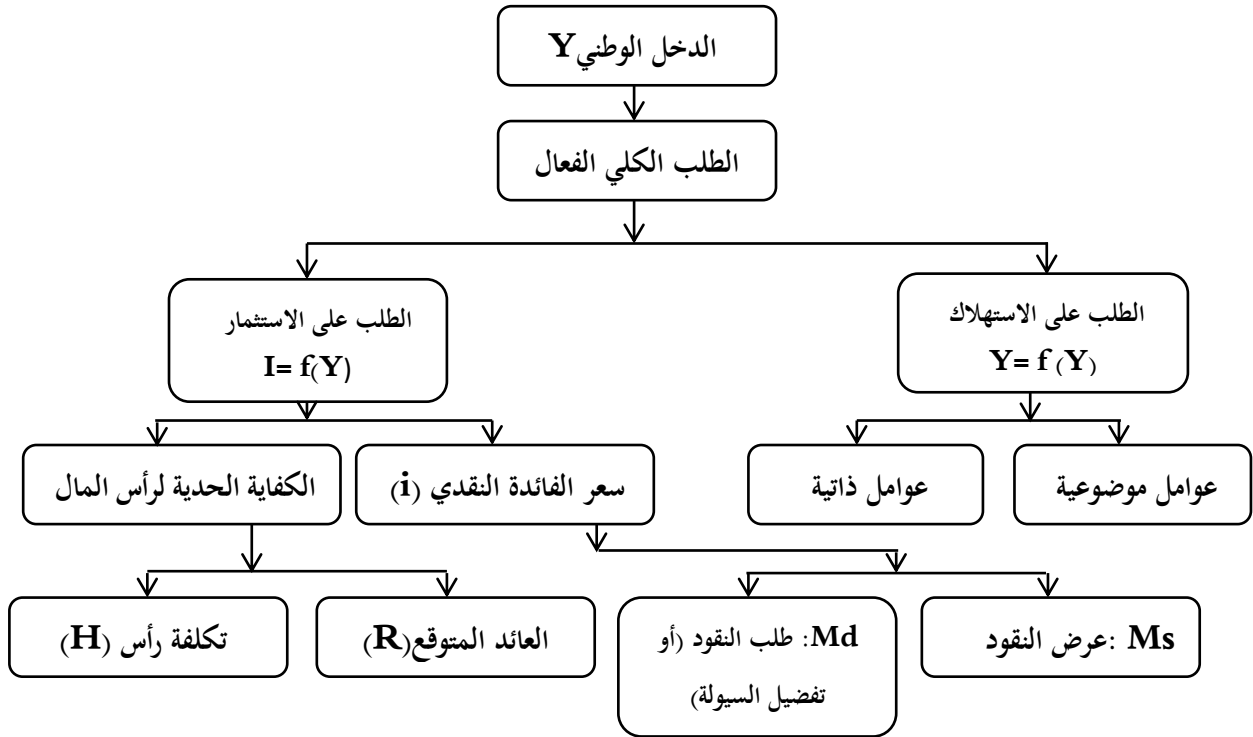 الدخل الوطني Y
الطلب الكلي الفعال
الطلب على الاستهلاك
Y= f (Y)
الطلب على الاستثمار
I= f(Y)
عوامل موضوعية
عوامل ذاتية
سعر الفائدة النقدي (i)
الكفاية الحدية لرأس المال
Ms :عرض النقود
Md: طلب النقود (أو
تفضيل السيولة)
العائد المتوقع(R)
تكلفة رأس (H)